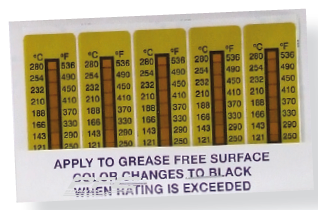 °C °F °C °F °C °F °C °F °C °F
280 536 280 536 280 536 280 536 280 536
254 490 254 490 254 490 254 490 254 490
232 450 232 450 232 450 232 450 232 450
210 410 210 410 210 410 210 410 210 410
188 370 188 370 188 370 188 370 188 370
166 330 166 330 166 330 166 330 166 330
143 290 143 290 143 290 143 290 143 290
121 250 121 250 121 250 121 250 121 250
APPLY TO GREASE FREE SURFACE
COLOR CHANGES TO BLACK
WHEN RATING IS EXCEEDED